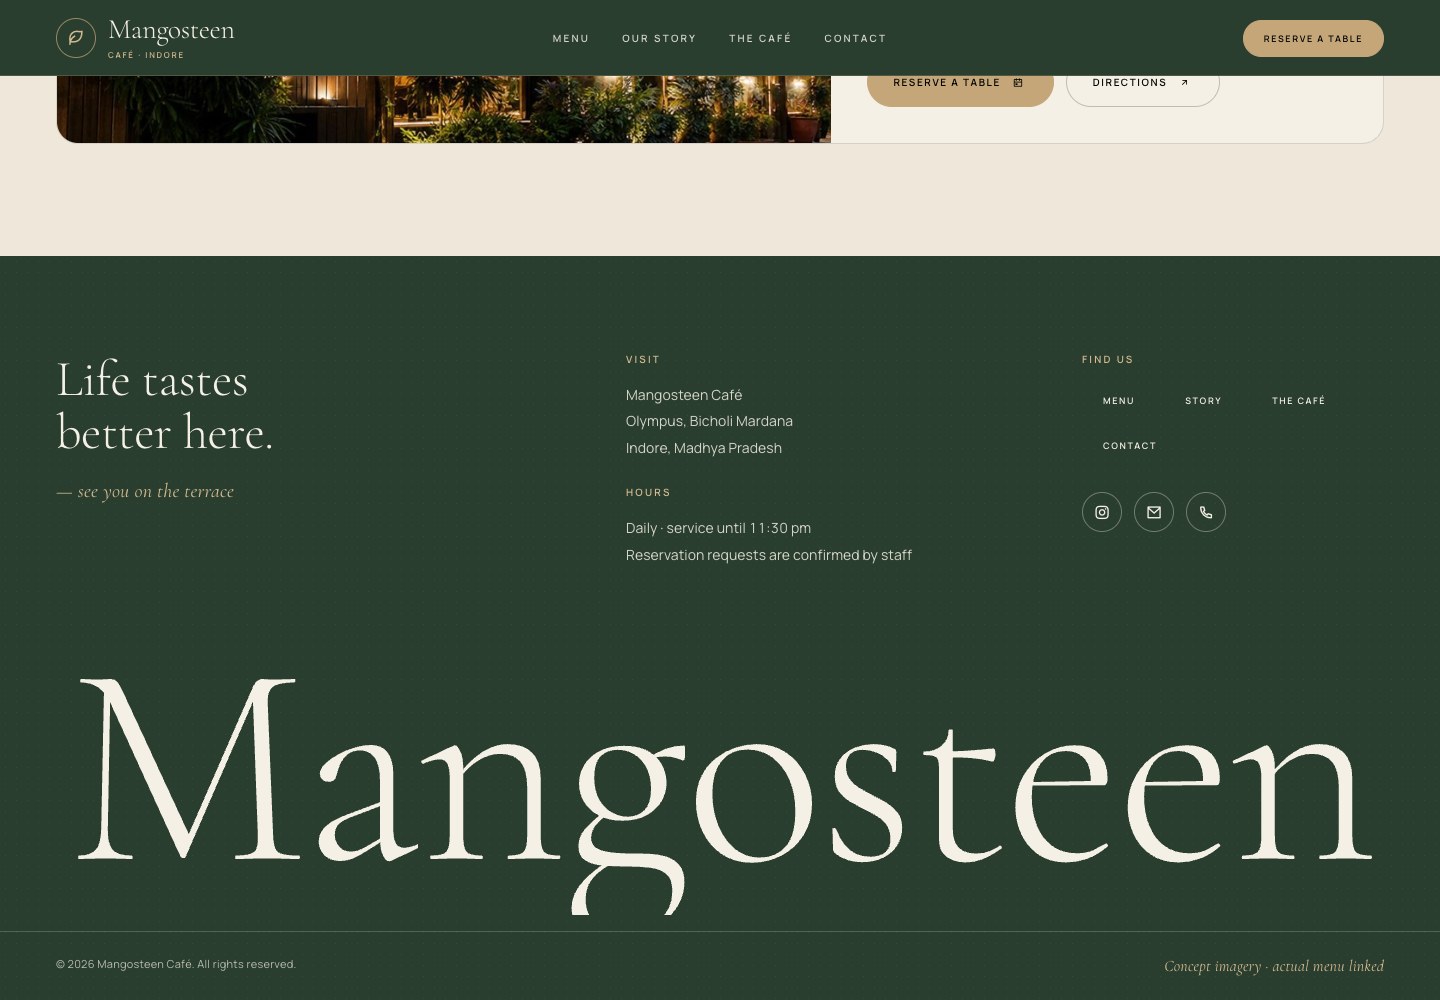 Mangosteen
CAFÉ · INDORE
MENU
OUR STORY
THE CAFÉ
CONTACT
RESERVE A TABLE
RESERVE A TABLE
DIRECTIONS
Life tastes
better here.
— see you on the terrace
VISIT
Mangosteen Café
Olympus, Bicholi Mardana
Indore, Madhya Pradesh
HOURS
Daily · service until 11:30 pm
Reservation requests are confirmed by staff
FIND US
MENU
STORY
THE CAFÉ
CONTACT
Mangosteen
© 2026 Mangosteen Café. All rights reserved.
Concept imagery · actual menu linked